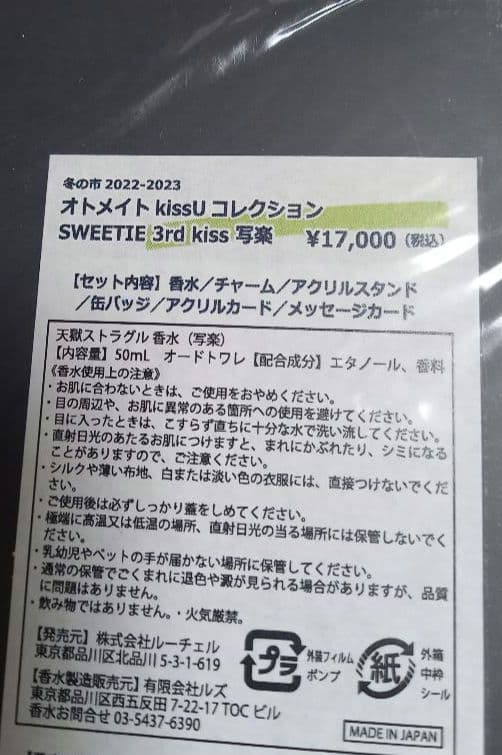 冬の市 2022-2023
オトメイト kissU コレクション
SWEETIE 3rd kiss 写楽 ¥17,000 (税込)
【セット内容】香水／チャーム／アクリルスタンド
／缶バッジ／アクリルカード／メッセージカード
天獄ストラグル 香水（写楽）
【内容量】50mL オードトワレ【配合成分】エタノール、香料
《香水使用上の注意》
・お肌に合わないときは、ご使用をおやめください。
・目の周辺や、お肌に異常のある箇所への使用を避けてください。
・目に入ったときは、こすらず直ちに十分な水で洗い流してください。
・直射日光のあたるお肌につけますと、まれにかぶれたり、シミになる
ことがありますので、ご注意ください。
・シルクや薄い布地、白または淡い色の衣服には、直接つけないでくだ
さい。
・ご使用後は必ずしっかり蓋をしめてください。
・極端に高温又は低温の場所、直射日光の当る場所には保管しないでく
ださい。
・乳幼児やペットの手が届かない場所に保管してください。
・通常の保管でごくまれに退色や澱が見られる場合がありますが、品質
に問題はありません。
・飲み物ではありません。・火気厳禁。
【発売元】株式会社ルーチェル
東京都品川区北品川 5-3-1-619
【香水製造販売元】有限会社ルズ
東京都品川区西五反田 7-22-17 TOC ビル
香水お問合せ 03-5437-6390
プラ
外装フィルム
ポンプ
紙
外箱
中枠
シール
MADE IN JAPAN